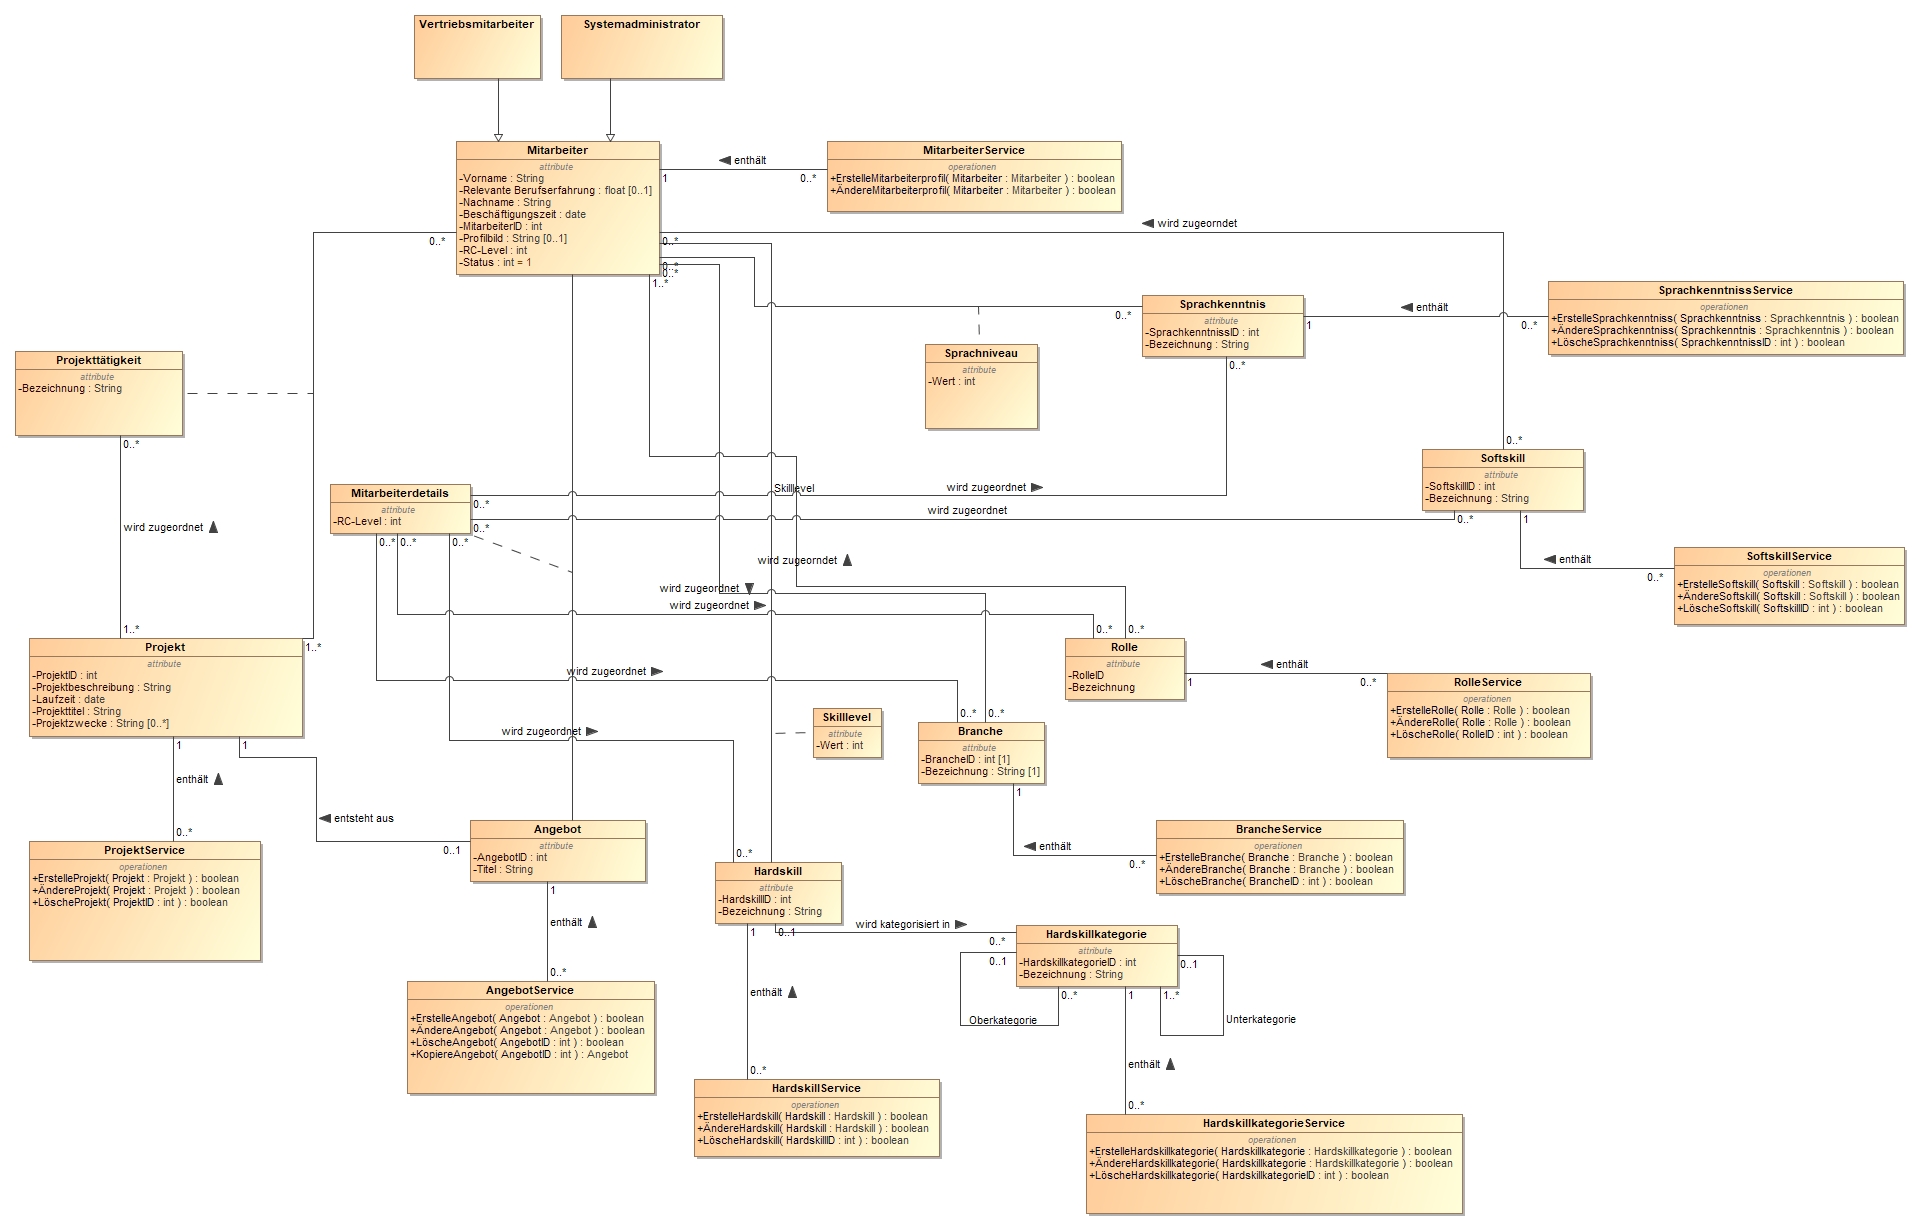 Vertriebsmitarbeiter
Systemadministrator
Mitarbeiter
attribute
-Vorname : String
-Relevante Berufserfahrung : float [0..1]
-Nachname : String
-Beschäftigungszeit : date
-MitarbeiterID : int
-Profilbild : String [0..1]
-RC-Level : int
-Status : int = 1
enthält
1
0..*
MitarbeiterService
operationen
+ErstelleMitarbeiterprofil( Mitarbeiter : Mitarbeiter ) : boolean
+ÄndereMitarbeiterprofil( Mitarbeiter : Mitarbeiter ) : boolean
0..*
0..*
0..*
0..*
1..*
wird zugeorndet
Sprachkenntnis
attribute
-SprachkenntnissID : int
-Bezeichnung : String
0..*
0..*
enthält
1
0..*
SprachkenntnissService
operationen
+ErstelleSprachkenntniss( Sprachkenntniss : Sprachkenntniss ) : boolean
+ÄndereSprachkenntniss( Sprachkenntnis : Sprachkenntnis ) : boolean
+LöscheSprachkenntniss( SprachkenntnissID : int ) : boolean
Sprachniveau
attribute
-Wert : int
Projekttätigkeit
attribute
-Bezeichnung : String
0..*
wird zugeordnet
1..*
0..*
Softskill
attribute
-SoftskillID : int
-Bezeichnung : String
0..*
1
Mitarbeiterdetails
attribute
-RC-Level : int
0..*
0..*
0..*
0..*
0..*
Skilllevel
wird zugeordnet
wird zugeordnet
enthält
0..*
SoftskillService
operationen
+ErstelleSoftskill( Softskill : Softskill ) : boolean
+ÄndereSoftskill( Softskill : Softskill ) : boolean
+LöscheSoftskill( SoftskillID : int ) : boolean
wird zugeorndet
wird zugeordnet
wird zugeordnet
0..*
0..*
Projekt
attribute
-ProjektID : int
-Projektbeschreibung : String
-Laufzeit : date
-Projekttitel : String
-Projektzwecke : String [0..*]
1..*
1
1
Rolle
attribute
-RolleID
-Bezeichnung
enthält
1
0..*
RolleService
operationen
+ErstelleRolle( Rolle : Rolle ) : boolean
+ÄndereRolle( Rolle : Rolle ) : boolean
+LöscheRolle( RolleID : int ) : boolean
wird zugeordnet
0..*
0..*
Skilllevel
attribute
-Wert : int
Branche
attribute
-BrancheID : int [1]
-Bezeichnung : String [1]
1
wird zugeordnet
enthält
0..*
entsteht aus
0..1
Angebot
attribute
-AngebotID : int
-Titel : String
1
ProjektService
operationen
+ErstelleProjekt( Projekt : Projekt ) : boolean
+ÄndereProjekt( Projekt : Projekt ) : boolean
+LöscheProjekt( ProjektID : int ) : boolean
enthält
0..*
BrancheService
operationen
+ErstelleBranche( Branche : Branche ) : boolean
+ÄndereBranche( Branche : Branche ) : boolean
+LöscheBranche( BrancheID : int ) : boolean
0..*
Hardskill
attribute
-HardskillID : int
-Bezeichnung : String
1
0..1
wird kategorisiert in
0..*
enthält
0..*
Hardskillkategorie
attribute
-HardskillkategorieID : int
-Bezeichnung : String
0..1
0..1
0..*
1
1..*
Oberkategorie
Unterkategorie
AngebotService
operationen
+ErstelleAngebot( Angebot : Angebot ) : boolean
+ÄndereAngebot( Angebot : Angebot ) : boolean
+LöscheAngebot( AngebotID : int ) : boolean
+KopiereAngebot( AngebotID : int ) : Angebot
enthält
0..*
HardskillService
operationen
+ErstelleHardskill( Hardskill : Hardskill ) : boolean
+ÄndereHardskill( Hardskill : Hardskill ) : boolean
+LöscheHardskill( HardskillID : int ) : boolean
enthält
0..*
HardskillkategorieService
operationen
+ErstelleHardskillkategorie( Hardskillkategorie : Hardskillkategorie ) : boolean
+ÄndereHardskillkategorie( Hardskillkategorie : Hardskillkategorie ) : boolean
+LöscheHardskillkategorie( HardskillkategorieID : int ) : boolean